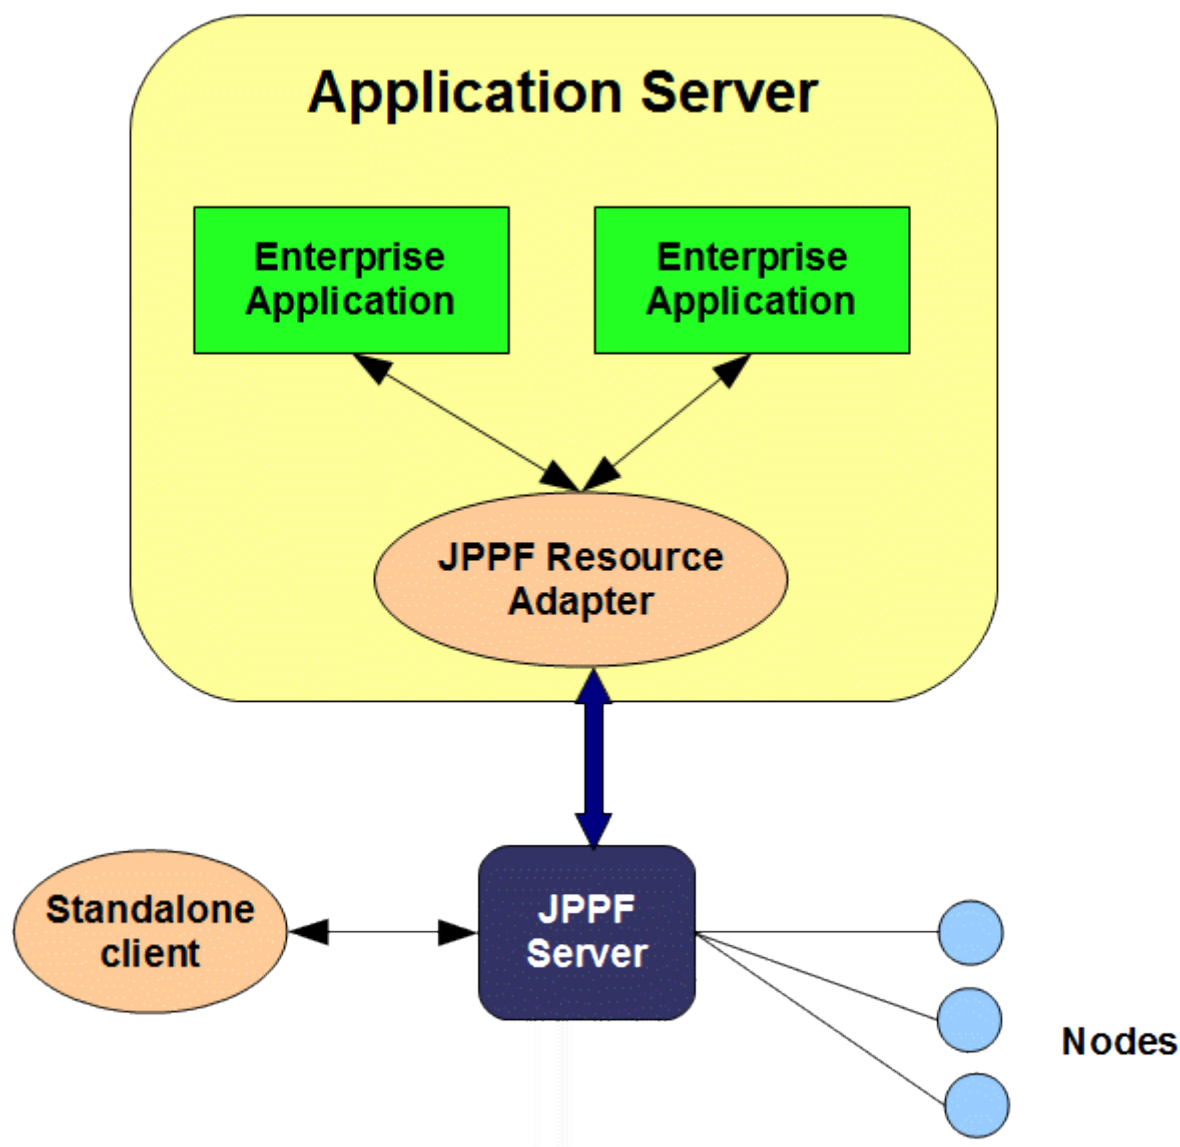 Application Server
Enterprise
Application
Enterprise
Application
JPPF Resource
Adapter
Standalone
client
JPPF
Server
Nodes